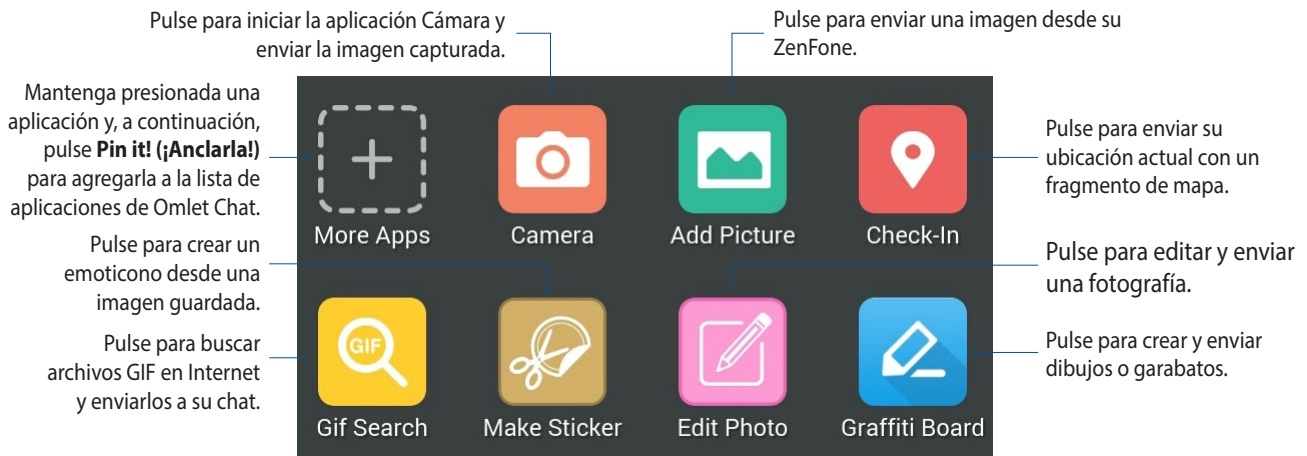 Pulse para iniciar la aplicación Cámara y
enviar la imagen capturada.
Pulse para enviar una imagen desde su
ZenFone.
Mantenga presionada una
aplicación y, a continuación,
pulse Pin it! (¡Anclarla!)
para agregarla a la lista de
aplicaciones de Omlet Chat.
Pulse para crear un
emoticono desde una
imagen guardada.
Pulse para buscar
archivos GIF en Internet
y enviarlos a su chat.
More Apps
Camera
Add Picture
Check-In
GIF
Gif Search
Make Sticker
Edit Photo
Graffiti Board
Pulse para enviar su
ubicación actual con un
fragmento de mapa.
Pulse para editar y enviar
una fotografía.
Pulse para crear y enviar
dibujos o garabatos.